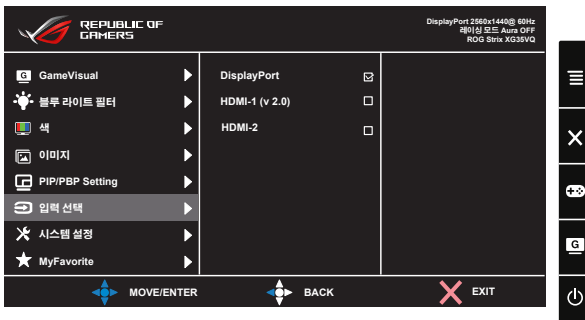 REPUBLIC OF
GAMERS
DisplayPort 2560x1440@ 60Hz
레이싱 모드 Aura OFF
ROG Strix XG35VQ
G GameVisual
블루 라이트 필터
색
이미지
PIP/PBP Setting
입력 선택
시스템 설정
MyFavorite
DisplayPort
HDMI-1 (v 2.0)
HDMI-2
MOVE/ENTER
BACK
EXIT
G